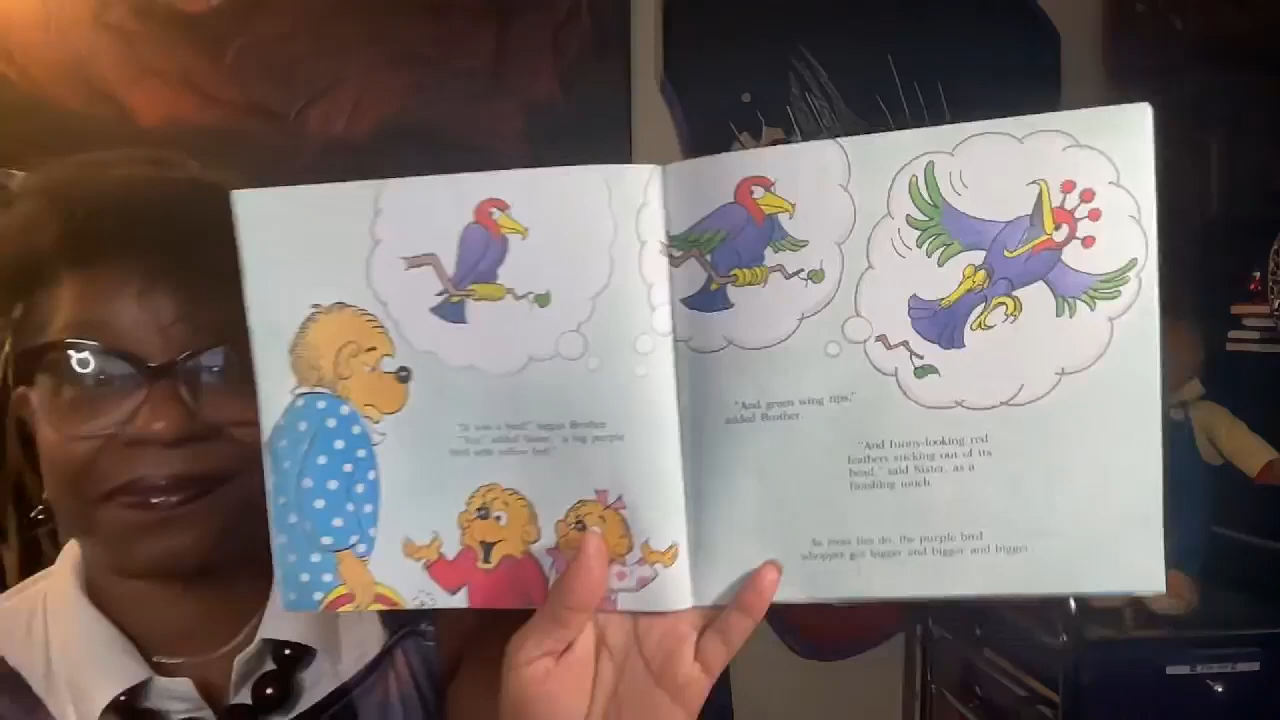 "It was a bird!" began Brother.
"Yes," added Sister, "a big purple
bird with yellow feet!"
"And green wing tips,"
added Brother.
"And funny-looking red
feathers sticking out of its
head," said Sister, as a
finishing touch.
As most lies do, the purple bird
whopper got bigger and bigger and bigger.